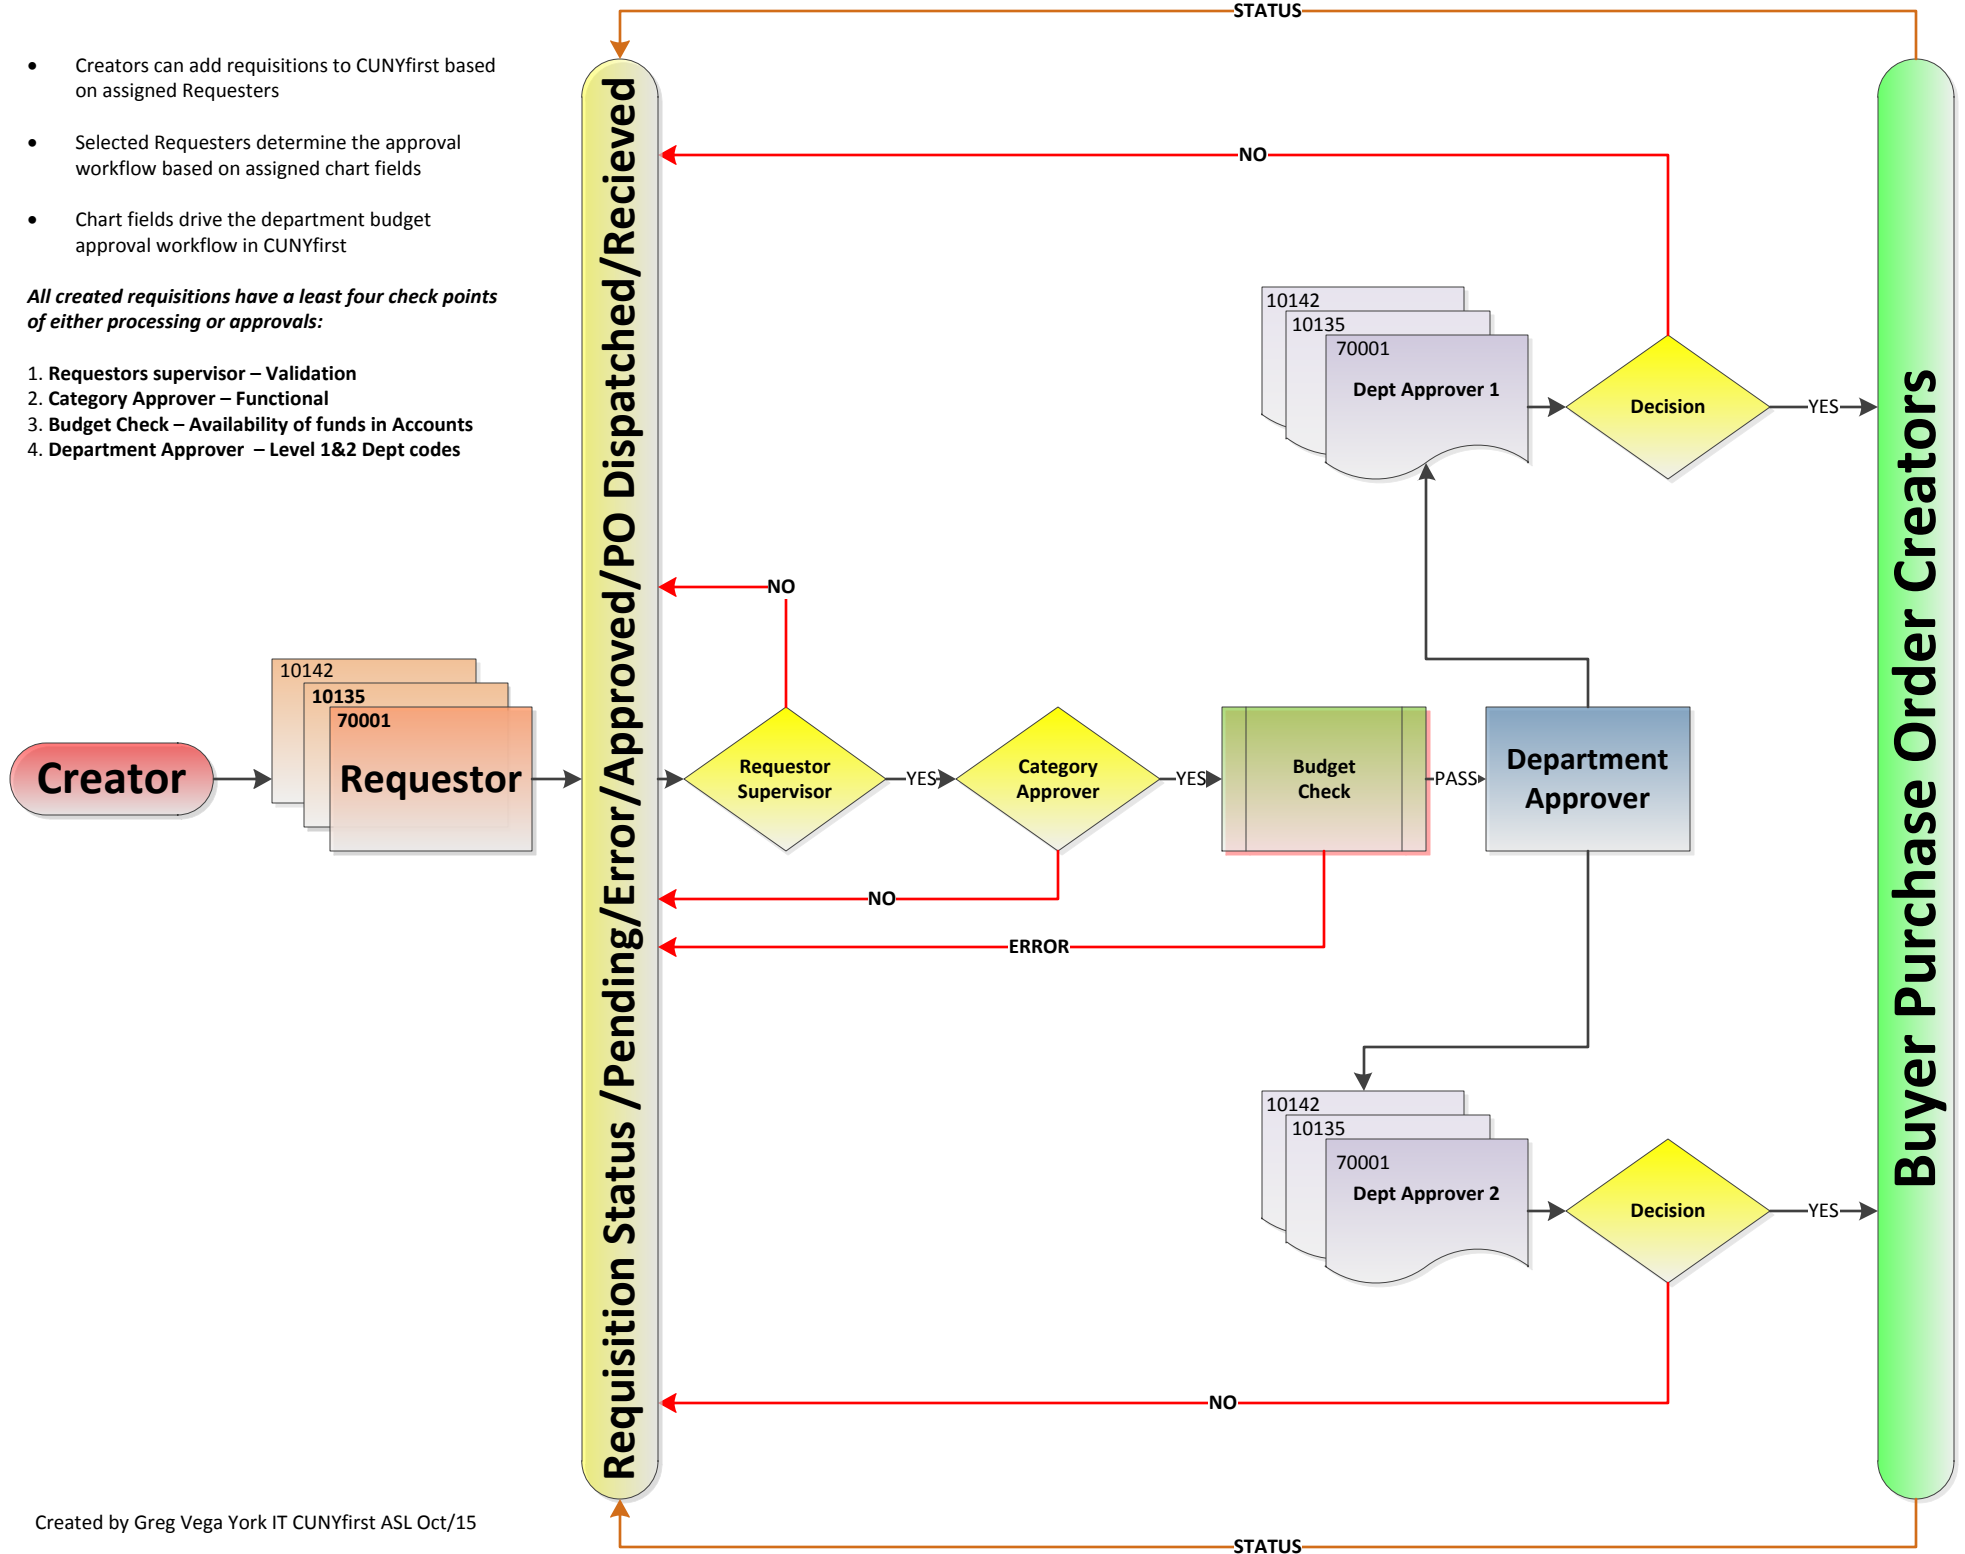 STATUS
• Creators can add requisitions to CUNYfirst based
on assigned Requesters
• Selected Requesters determine the approval
workflow based on assigned chart fields
• Chart fields drive the department budget
approval workflow in CUNYfirst
All created requisitions have a least four check points
of either processing or approvals:
1. Requestors supervisor – Validation
2. Category Approver – Functional
3. Budget Check – Availability of funds in Accounts
4. Department Approver – Level 1&2 Dept codes
Creator
10142
10135
70001
Requestor
Requisition Status /Pending/Error/Approved/PO Dispatched/Recieved
NO
Requestor
Supervisor
YES
Category
Approver
YES
NO
Budget
Check
ERROR
PASS
Department
Approver
10142
10135
70001
Dept Approver 1
Decision
NO
YES
10142
10135
70001
Dept Approver 2
Decision
NO
YES
Buyer Purchase Order Creators
STATUS
Created by Greg Vega York IT CUNYfirst ASL Oct/15